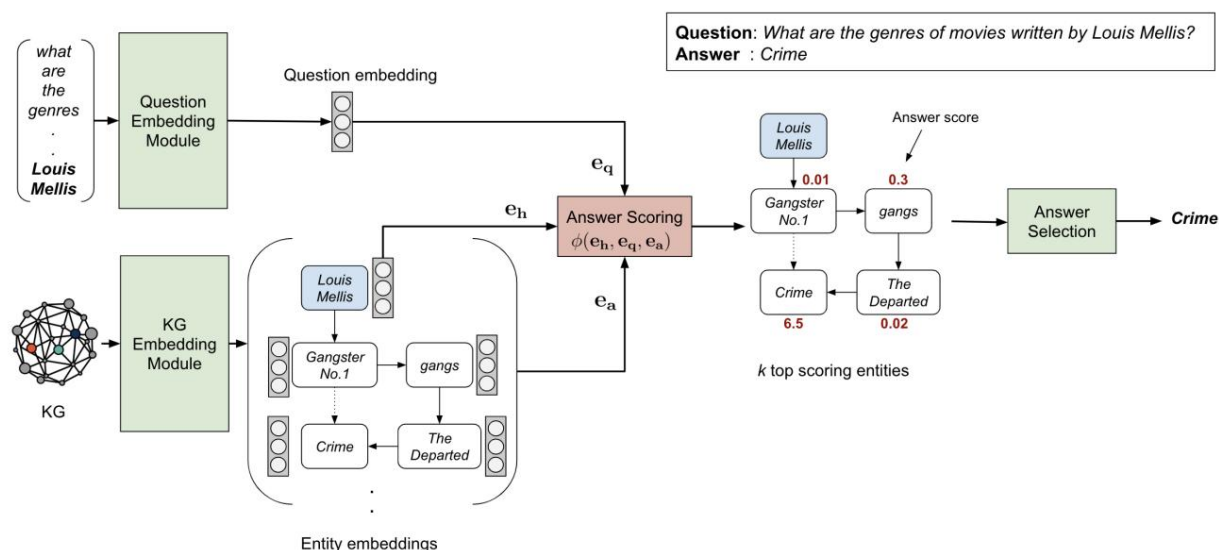 Question: What are the genres of movies written by Louis Mellis?
Answer : Crime
what
are
the
genres
.
.
Louis
Mellis
Question
Embedding
Module
Question embedding
e_q
e_h
e_a
Answer Scoring
ϕ(e_h, e_q, e_a)
KG
KG
Embedding
Module
Louis
Mellis
Gangster
No.1
gangs
Crime
The
Departed
.
.
Entity embeddings
Louis
Mellis
Answer score
0.01
0.3
Gangster
No.1
gangs
Crime
The
Departed
6.5
0.02
k top scoring entities
Answer
Selection
Crime